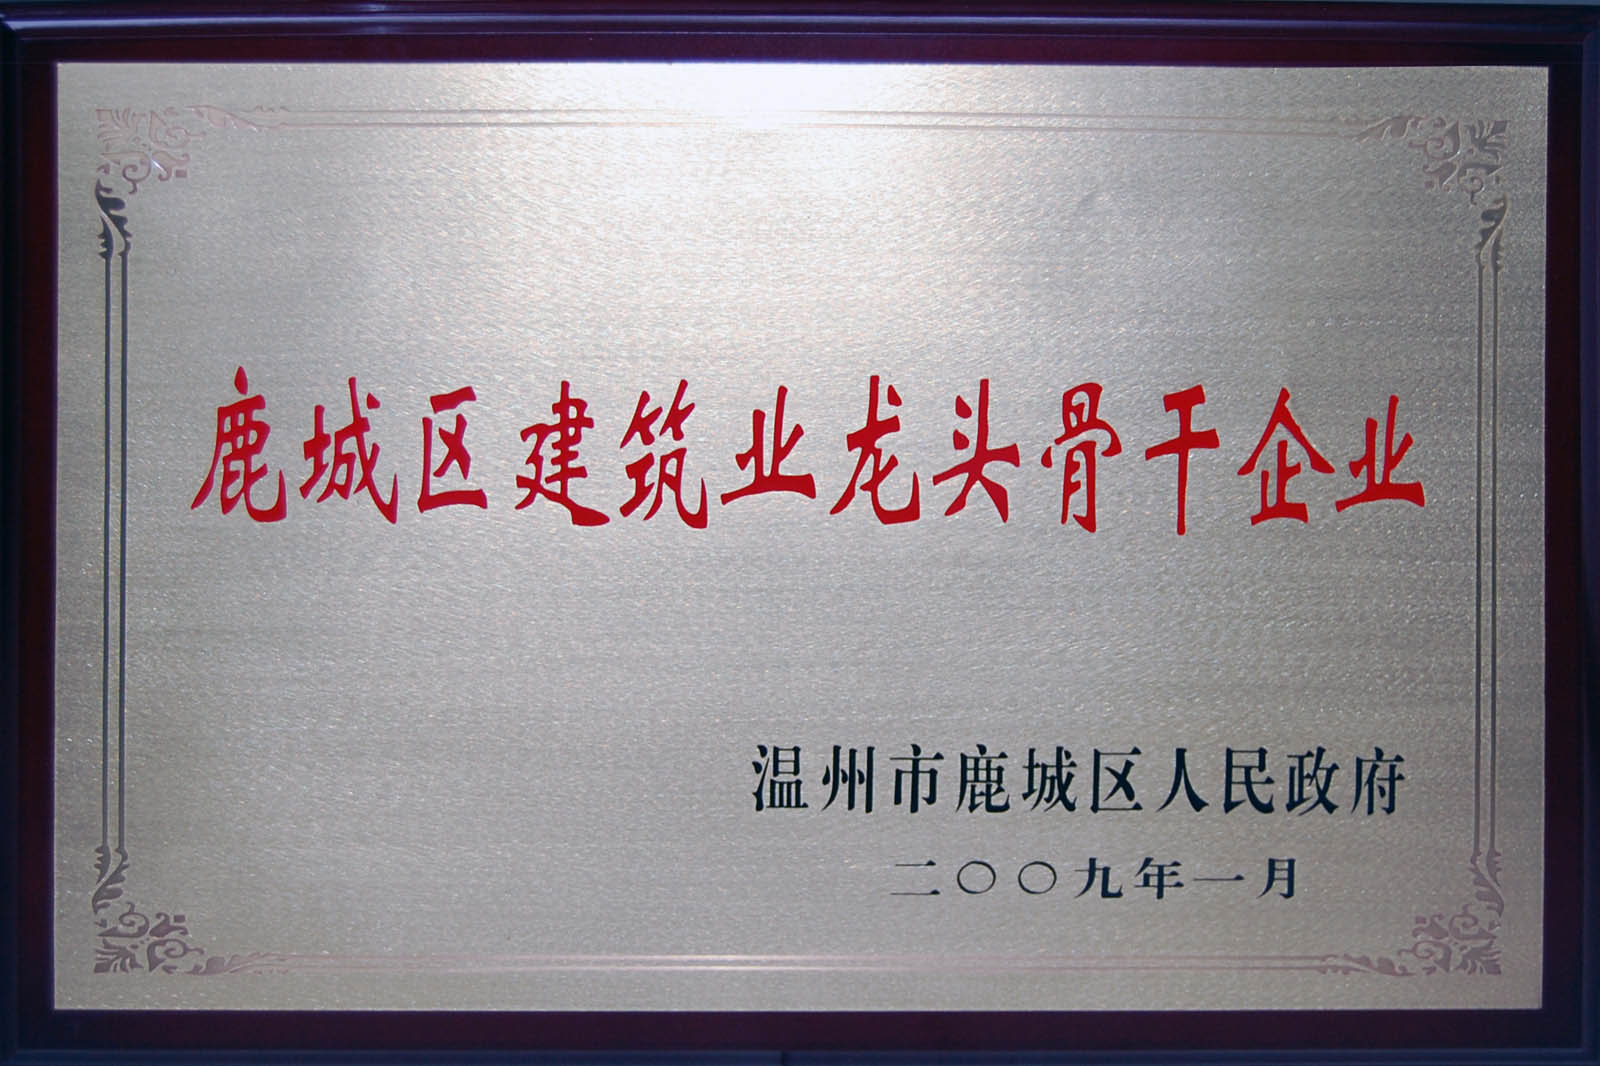 鹿城区建筑业龙头骨干企业
温州市鹿城区人民政府
二〇〇九年一月